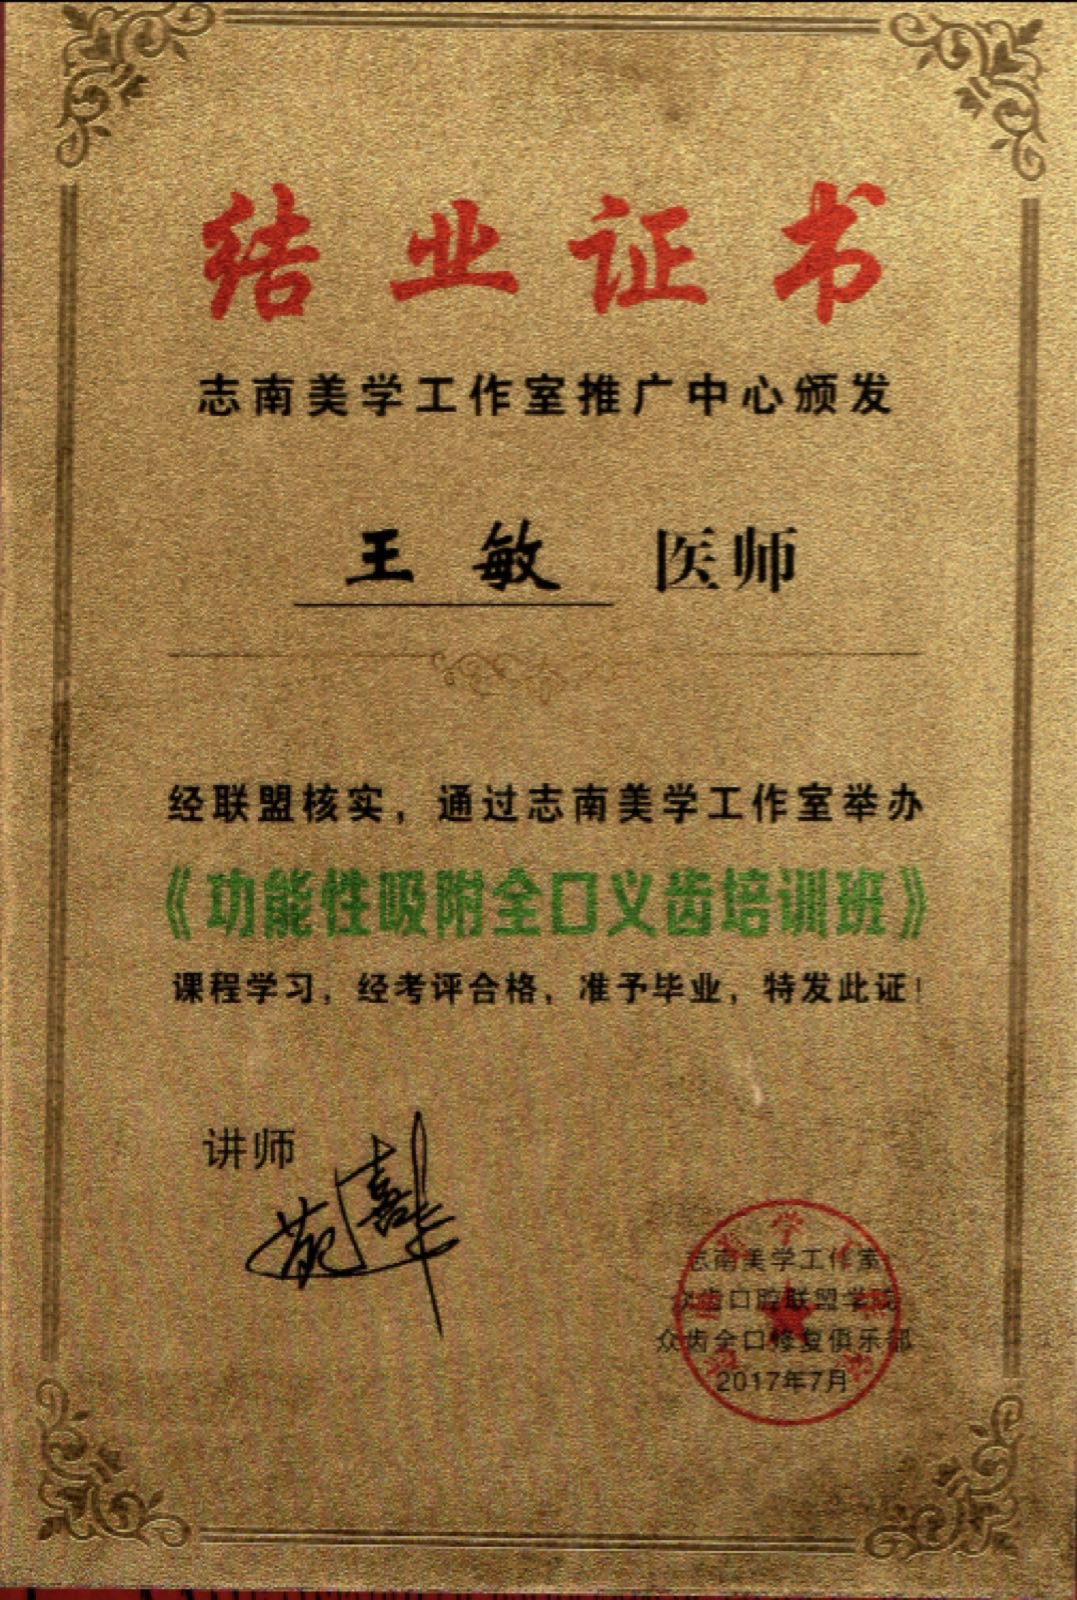 结业证书
志南美学工作室推广中心颁发
王敏 医师
经联盟核实，通过志南美学工作室举办
《功能性吸附全口义齿培训班》
课程学习，经考评合格，准予毕业，特发此证！
讲师
志南美学工作室
众齿口腔联盟学院
众齿全口修复俱乐部
2017年7月